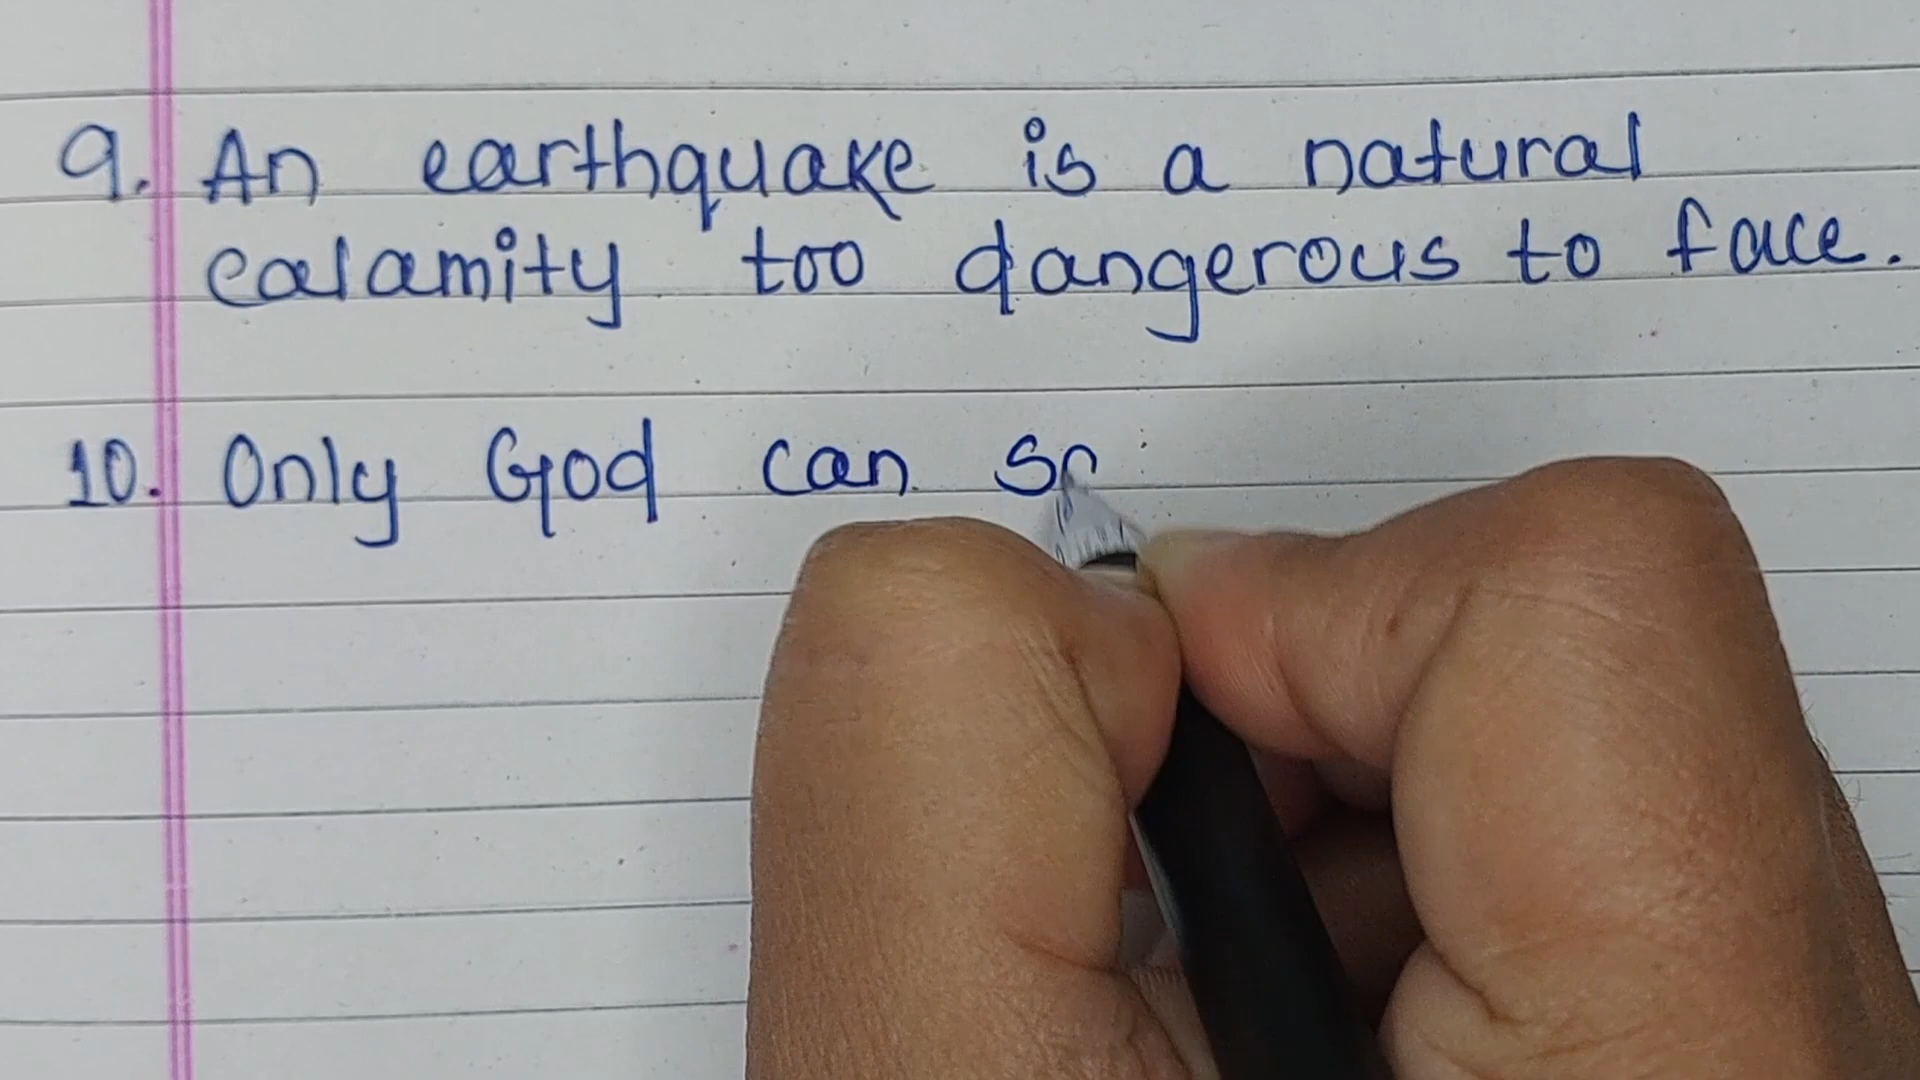 9. An earthquake is a natural
calamity too dangerous to face.
10. Only God can